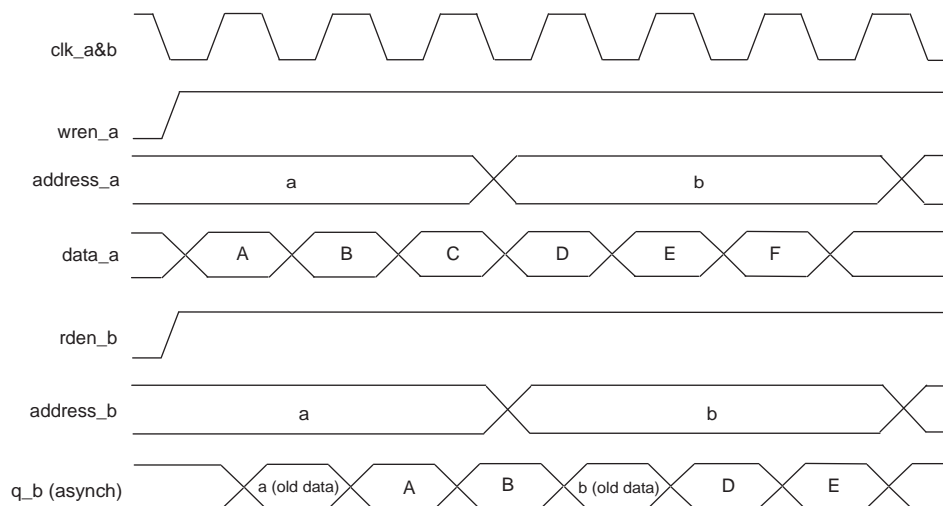 clk_a&b
wren_a
address_a a b
data_a A B C D E F
rden_b
address_b a b
q_b (asynch) a (old data) A B b (old data) D E